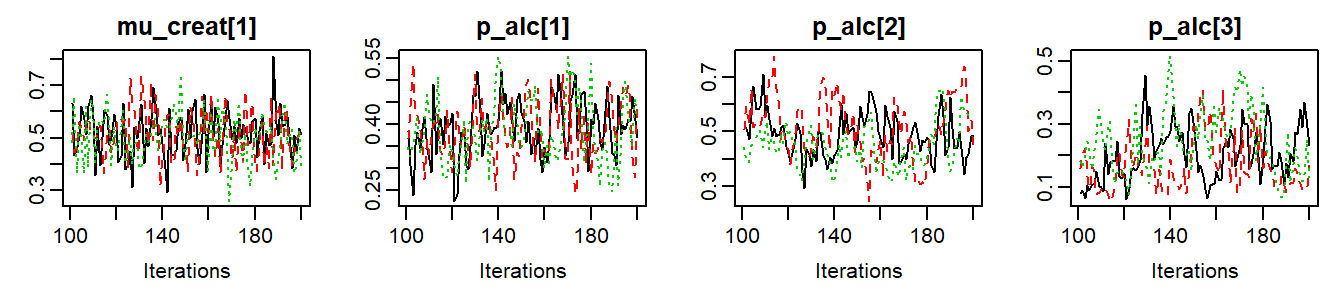 mu_creat[1]
0.3 0.5 0.7
100 140 180
Iterations
p_alc[1]
0.25 0.40 0.55
100 140 180
Iterations
p_alc[2]
0.3 0.5 0.7
100 140 180
Iterations
p_alc[3]
0.1 0.3 0.5
100 140 180
Iterations